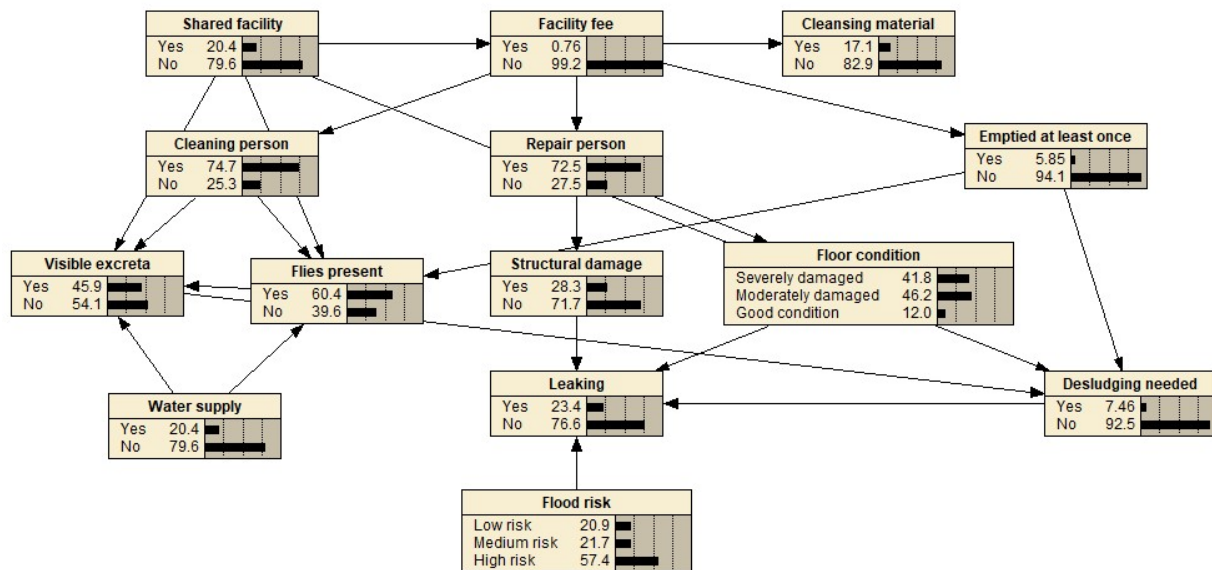 Shared facility
Yes 20.4
No 79.6
Facility fee
Yes 0.76
No 99.2
Cleansing material
Yes 17.1
No 82.9
Cleaning person
Yes 74.7
No 25.3
Repair person
Yes 72.5
No 27.5
Emptied at least once
Yes 5.85
No 94.1
Visible excreta
Yes 45.9
No 54.1
Flies present
Yes 60.4
No 39.6
Structural damage
Yes 28.3
No 71.7
Floor condition
Severely damaged 41.8
Moderately damaged 46.2
Good condition 12.0
Water supply
Yes 20.4
No 79.6
Leaking
Yes 23.4
No 76.6
Desludging needed
Yes 7.46
No 92.5
Flood risk
Low risk 20.9
Medium risk 21.7
High risk 57.4